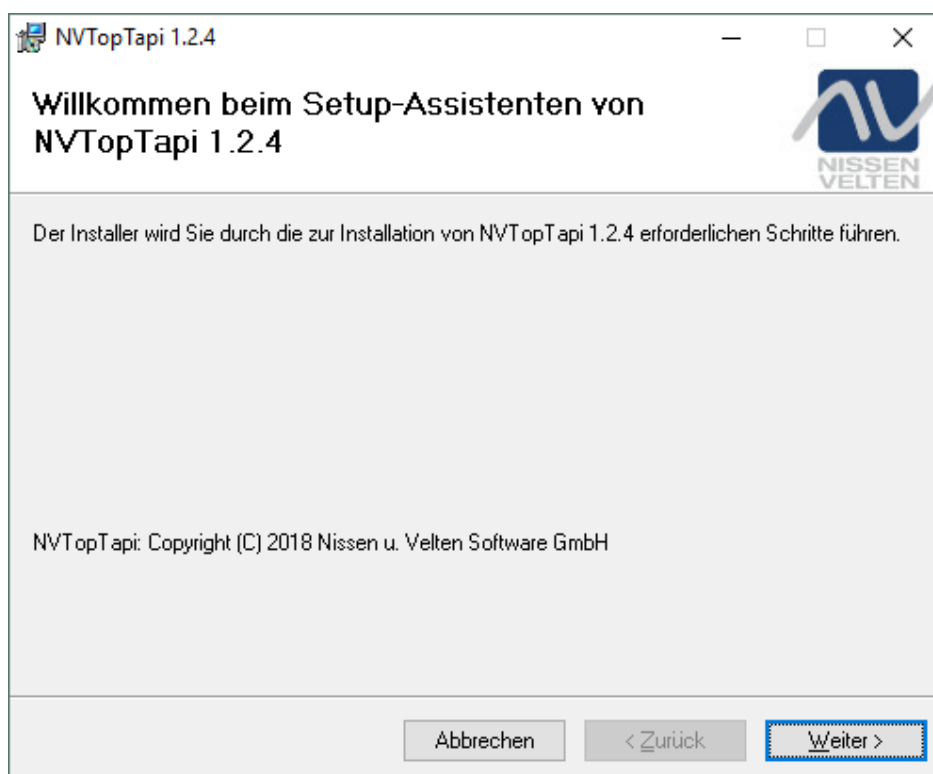 NVTopTapi 1.2.4
Willkommen beim Setup-Assistenten von
NVTopTapi 1.2.4
NISSEN
VELTEN
Der Installer wird Sie durch die zur Installation von NVTopTapi 1.2.4 erforderlichen Schritte führen.
NVTopTapi: Copyright (C) 2018 Nissen u. Velten Software GmbH
Abbrechen
< Zurück
Weiter >